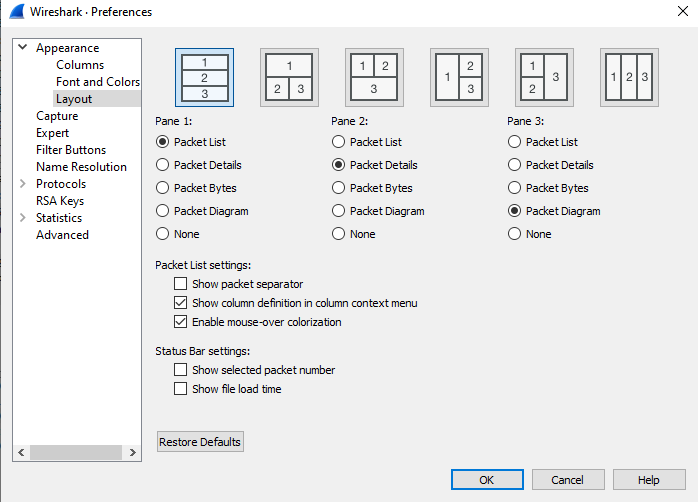 Wireshark · Preferences
Appearance
Columns
Font and Colors
Layout
Capture
Expert
Filter Buttons
Name Resolution
Protocols
RSA Keys
Statistics
Advanced
1
2
3
1
2 3
1 2
3
1 2
3
1
2 3
1 2 3
Pane 1: Pane 2: Pane 3:
Packet List Packet List Packet List
Packet Details Packet Details Packet Details
Packet Bytes Packet Bytes Packet Bytes
Packet Diagram Packet Diagram Packet Diagram
None None None
Packet List settings:
Show packet separator
Show column definition in column context menu
Enable mouse-over colorization
Status Bar settings:
Show selected packet number
Show file load time
Restore Defaults
OK Cancel Help